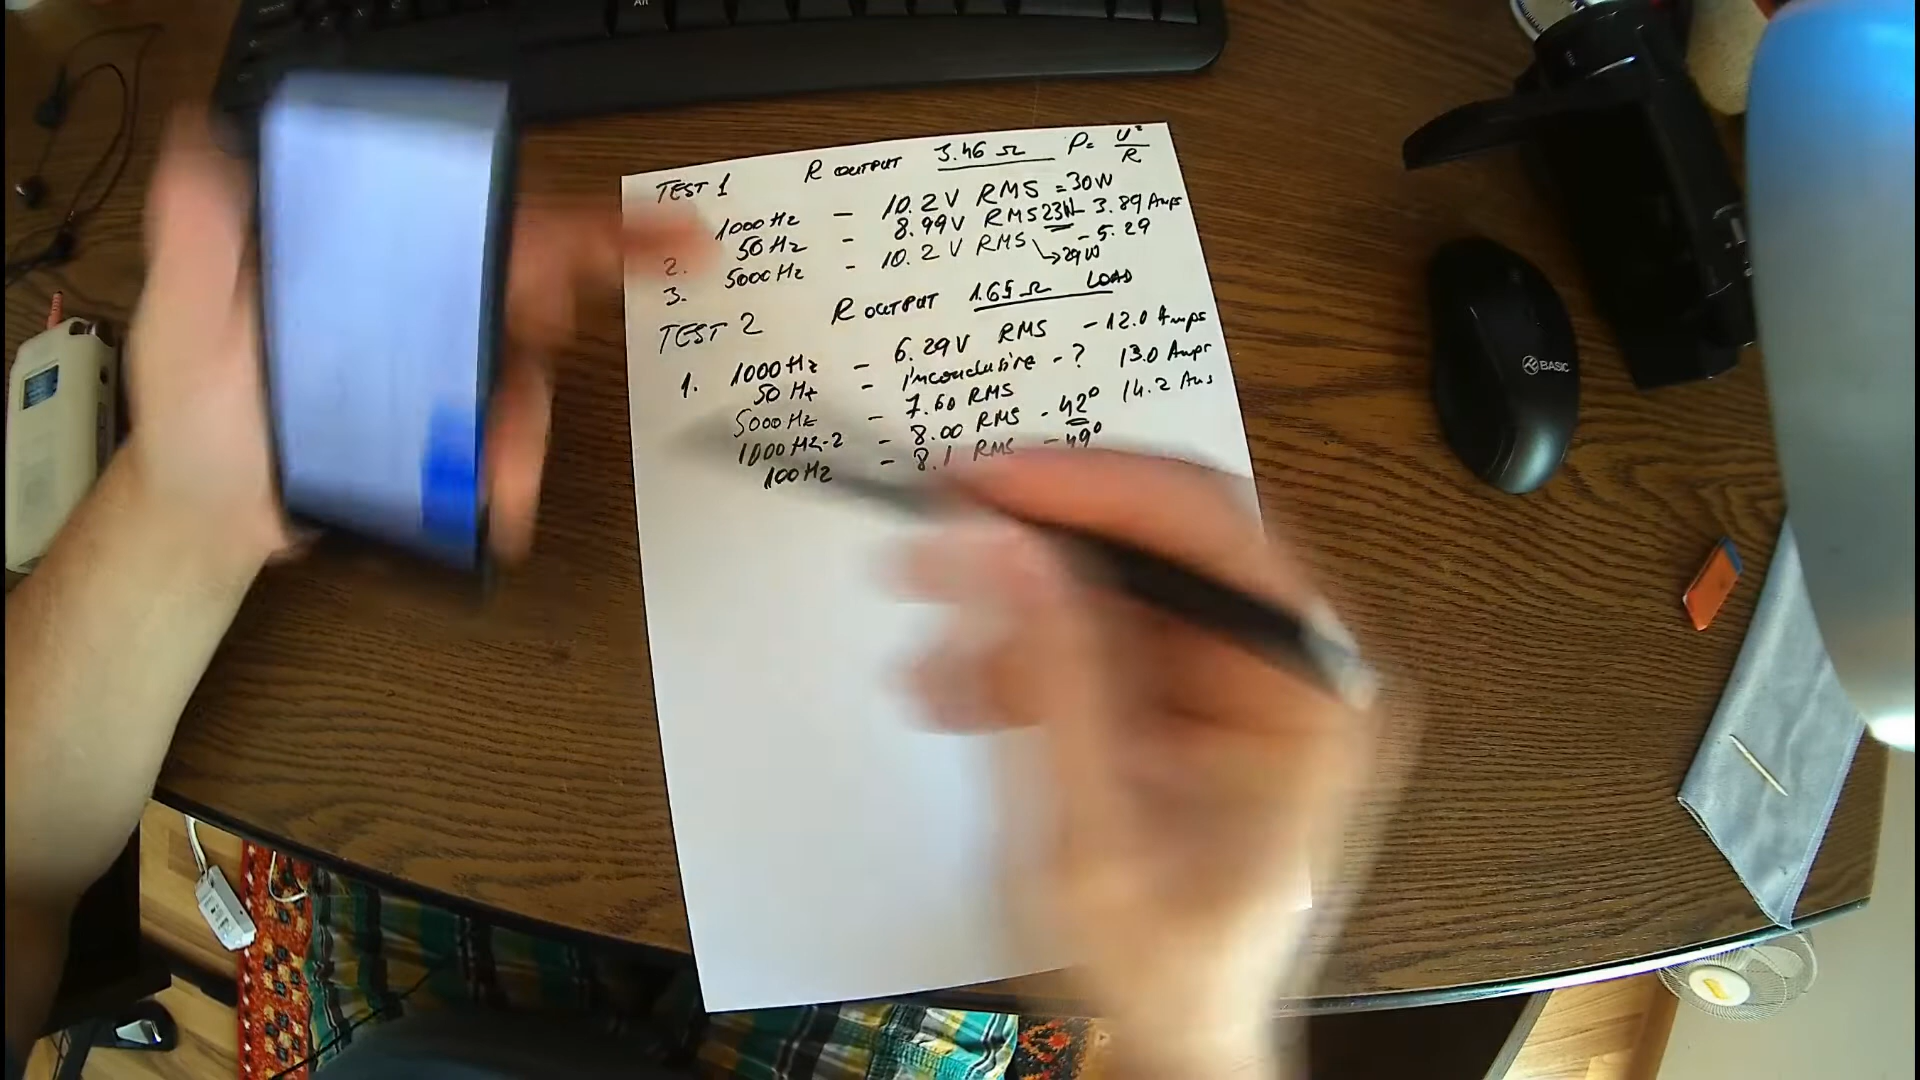 Alt
TEST 1 R OUTPUT 3.46 Ω P= U²/R
1000 Hz - 10.2 V RMS = 30W
2. 50 Hz - 8.99V RMS 23W - 3.89 Amps
3. 5000 Hz - 10.2 V RMS ↘ 29W - 5.29
TEST 2 R OUTPUT 1.65 Ω LOAD
1. 1000 Hz - 6.29V RMS - 12.0 Amps
50 Hz - inconclusive - ? 13.0 Amps
5000 Hz - 7.60 RMS 14.2 A
1000 Hz-2 - 8.00 RMS - 42°
100 Hz - 8.1 RMS - 49°
BASIC